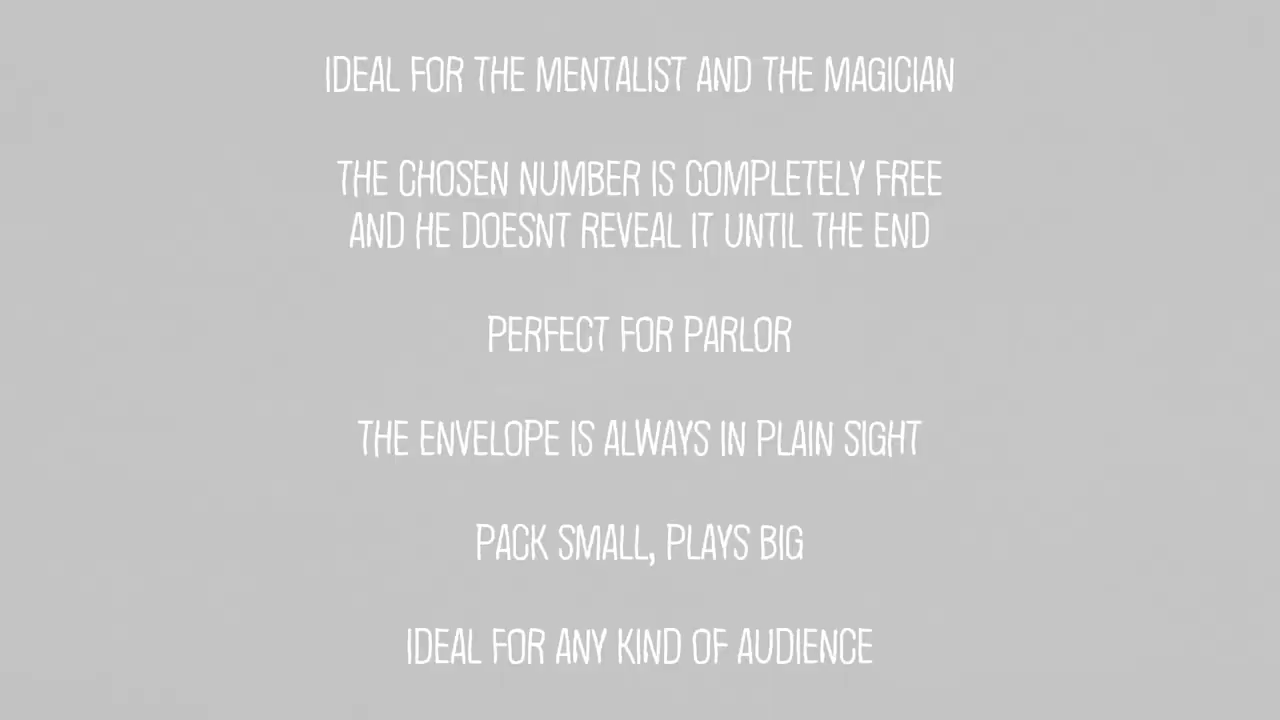 IDEAL FOR THE MENTALIST AND THE MAGICIAN
THE CHOSEN NUMBER IS COMPLETELY FREE
AND HE DOESNT REVEAL IT UNTIL THE END
PERFECT FOR PARLOR
THE ENVELOPE IS ALWAYS IN PLAIN SIGHT
PACK SMALL, PLAYS BIG
IDEAL FOR ANY KIND OF AUDIENCE